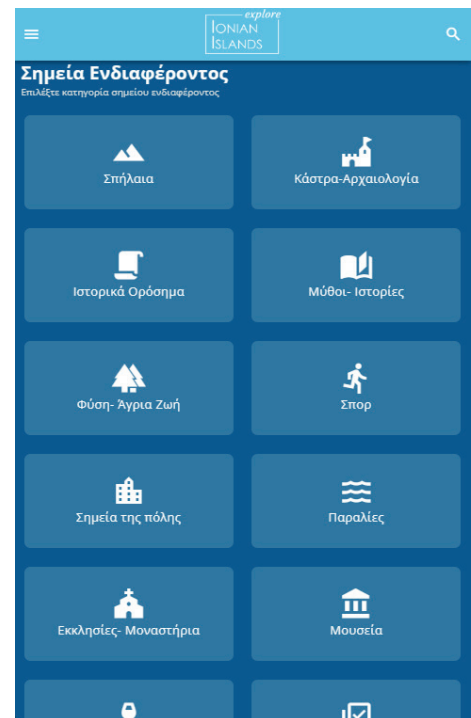 explore
IONIAN
ISLANDS
Σημεία Ενδιαφέροντος
Επιλέξτε κατηγορία σημείου ενδιαφέροντος
Σπήλαια
Κάστρα-Αρχαιολογία
Ιστορικά Ορόσημα
Μύθοι- Ιστορίες
Φύση- Άγρια Ζωή
Σπορ
Σημεία της πόλης
Παραλίες
Εκκλησίες- Μοναστήρια
Μουσεία